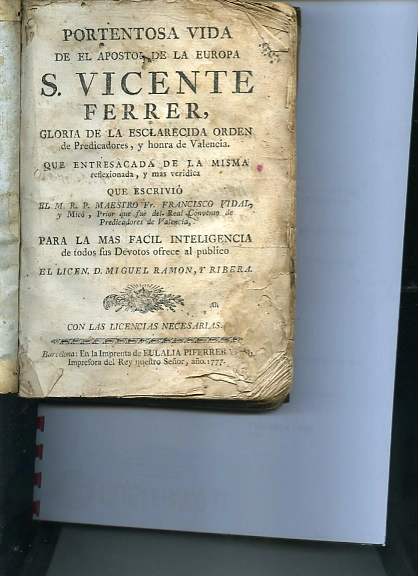 PORTENTOSA VIDA
DE EL APOSTOL DE LA EUROPA
S. VICENTE
FERRER,
GLORIA DE LA ESCLARECIDA ORDEN
de Predicadores, y honra de Valencia.
QUE ENTRESACADA DE LA MISMA
reflexionada, y mas veridica
QUE ESCRIVIÓ
EL M. R. P. MAESTRO Fr. FRANCISCO VIDAL,
y Micó, Prior que fuè del Real Convento de
Predicadores de Valencia,
PARA LA MAS FACIL INTELIGENCIA
de todos sus Devotos ofrece al publico
EL LICEN. D. MIGUEL RAMON, Y RIBERA.
CON LAS LICENCIAS NECESARIAS.
Barcelona: En la Imprenta de EULALIA PIFERRER
Impresora del Rey nuestro Señor, año. 1777.